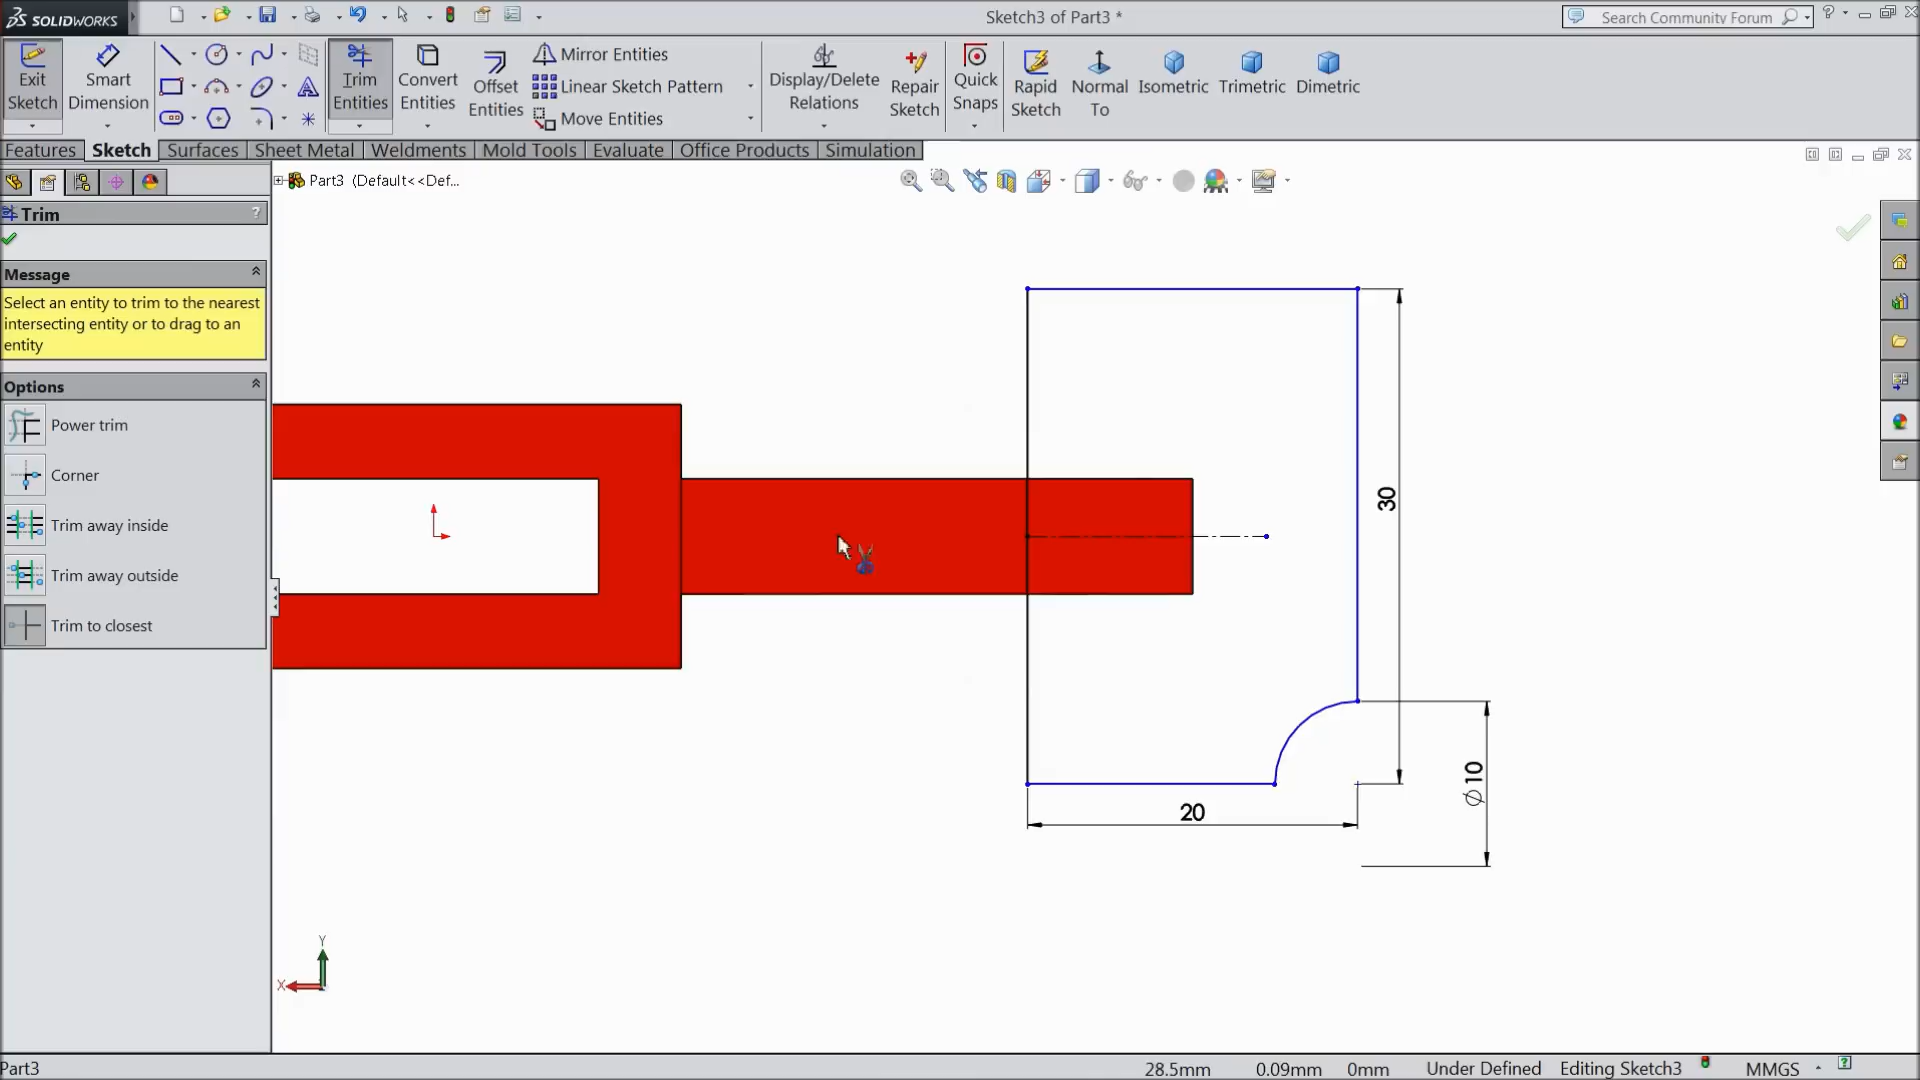 SOLIDWORKS
Sketch3 of Part3 *
Search Community Forum
?
Exit
Sketch
Smart
Dimension
Trim
Entities
Convert
Entities
Offset
Entities
Mirror Entities
Linear Sketch Pattern
Move Entities
Display/Delete
Relations
Repair
Sketch
Quick
Snaps
Rapid
Sketch
Normal
To
Isometric
Trimetric
Dimetric
Features
Sketch
Surfaces
Sheet Metal
Weldments
Mold Tools
Evaluate
Office Products
Simulation
Part3 (Default<<Def...
Trim
?
Message
Select an entity to trim to the nearest
intersecting entity or to drag to an
entity
Options
Power trim
Corner
Trim away inside
Trim away outside
Trim to closest
30
20
∅10
Y
X
Part3
28.5mm
0.09mm
0mm
Under Defined
Editing Sketch3
MMGS
?